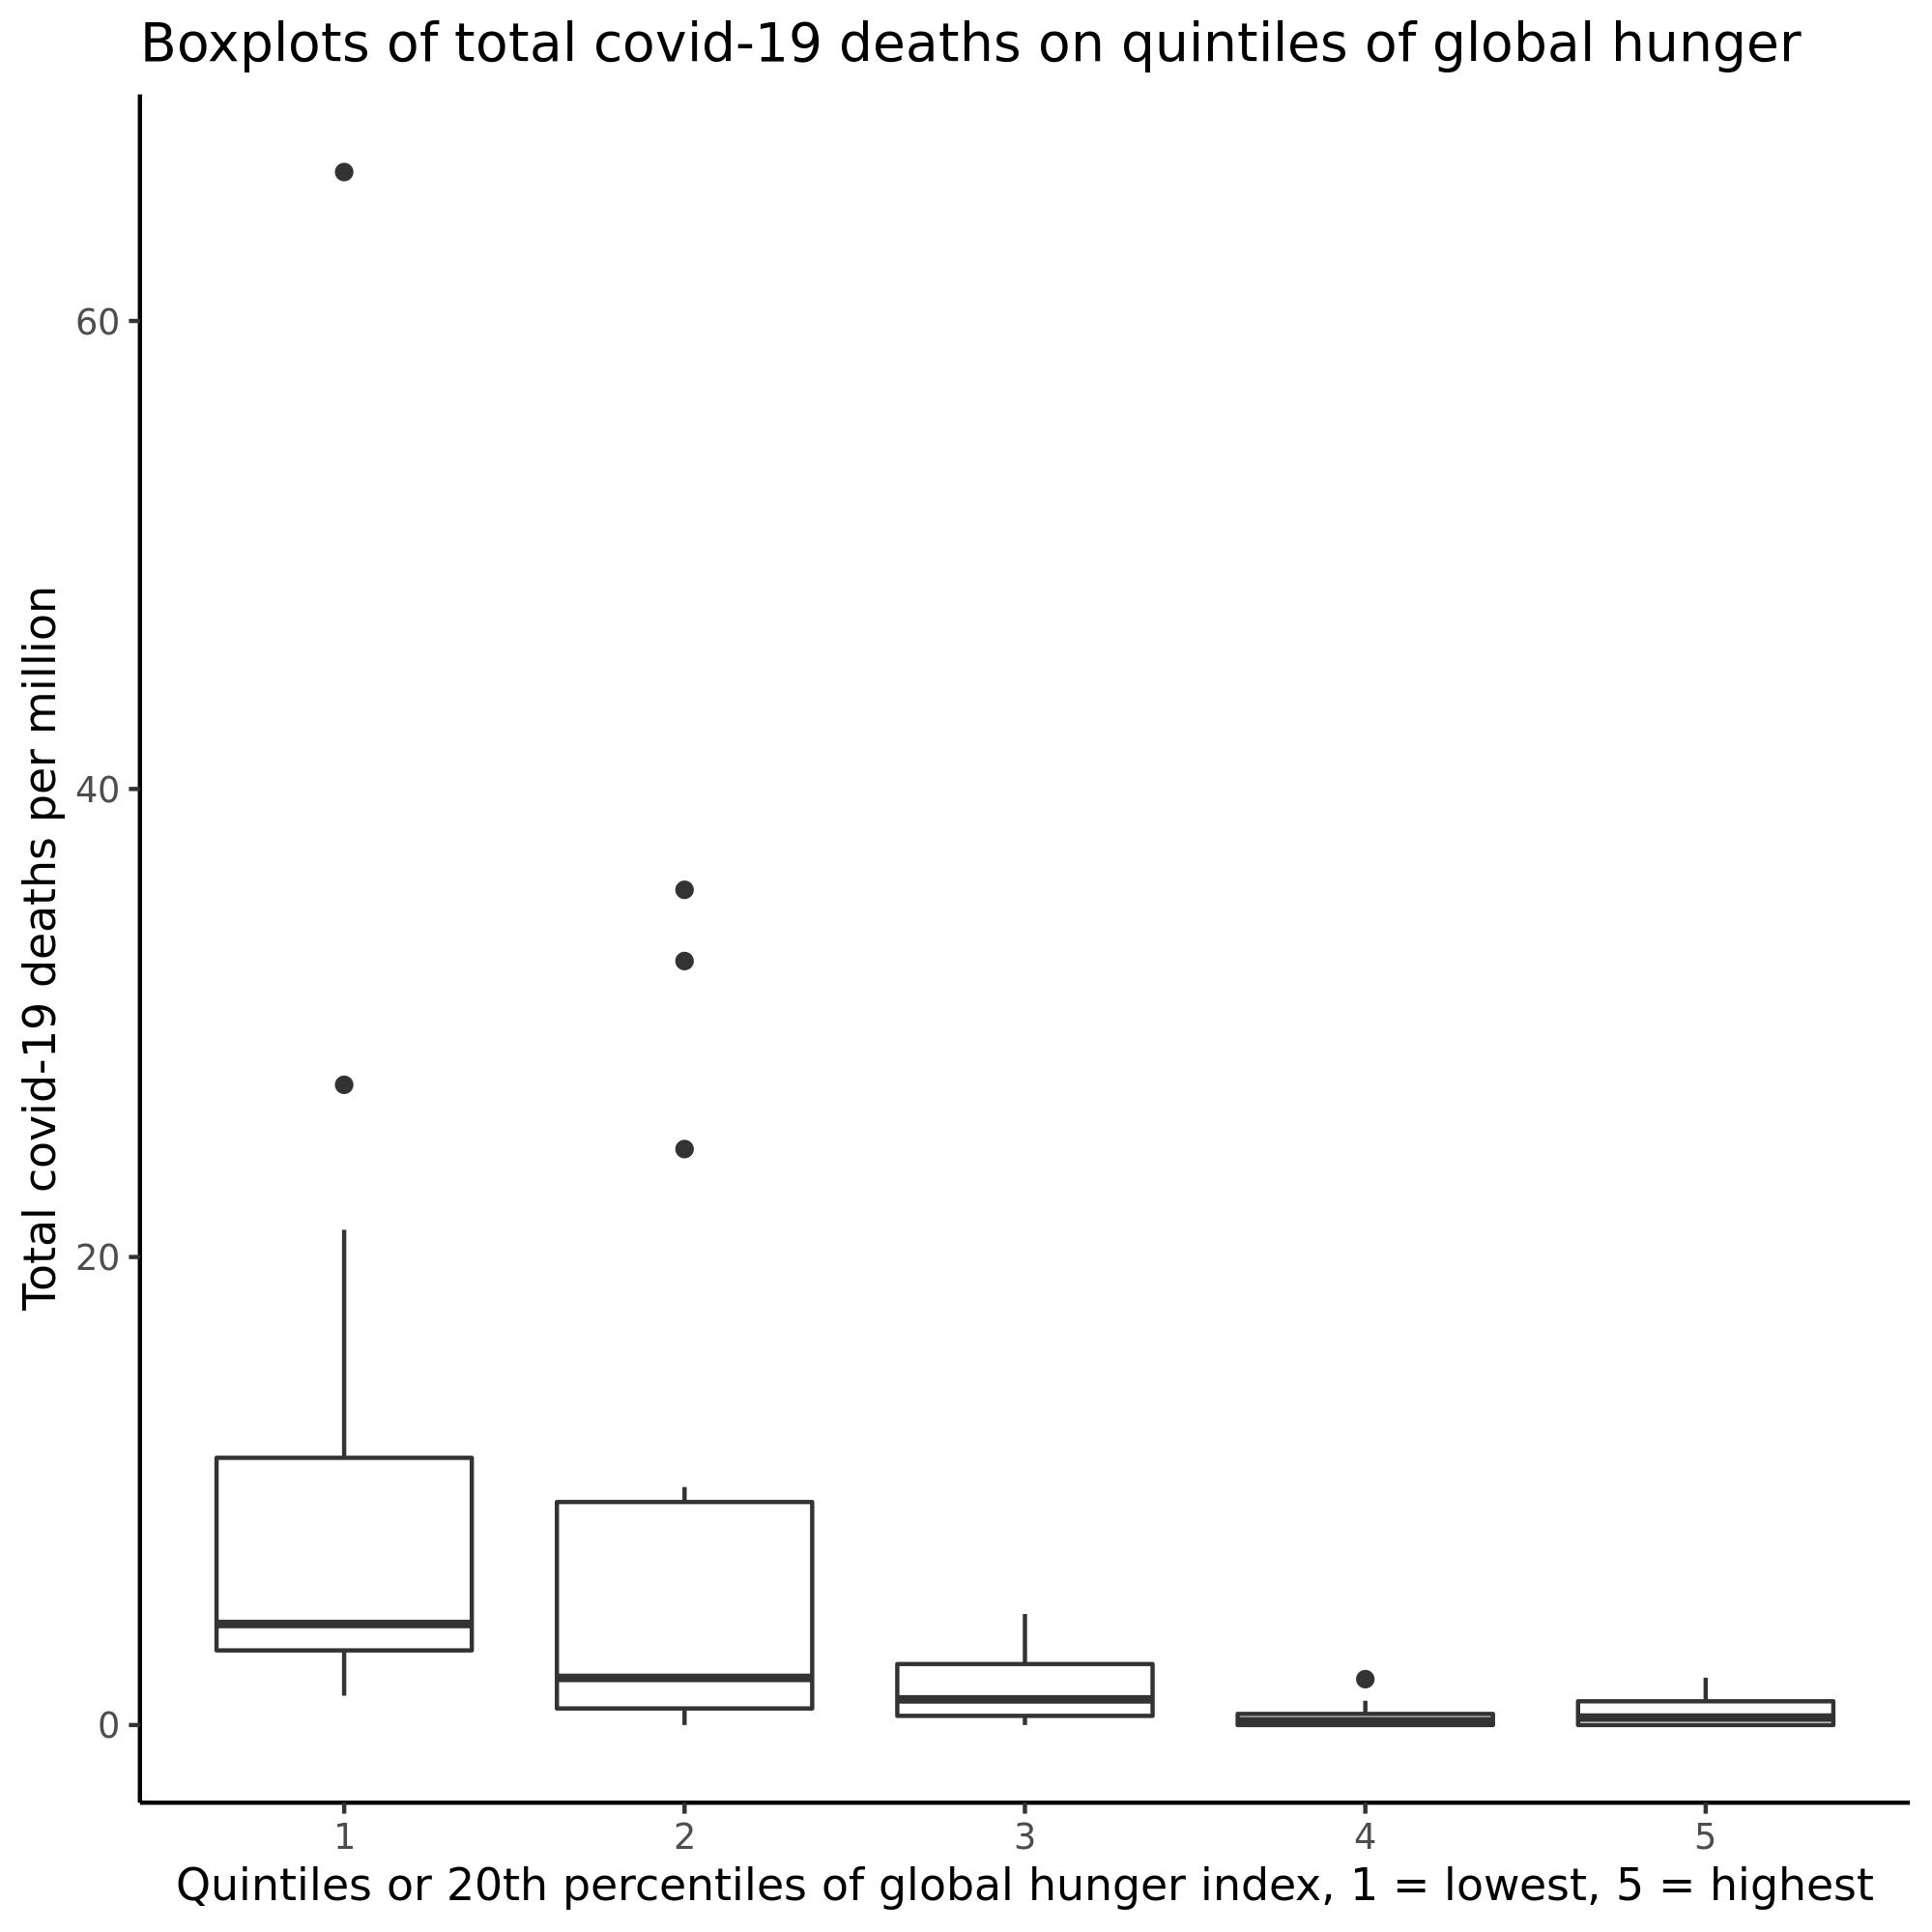 Boxplots of total covid-19 deaths on quintiles of global hunger
Total covid-19 deaths per million
60
40
20
0
1 2 3 4 5
Quintiles or 20th percentiles of global hunger index, 1 = lowest, 5 = highest